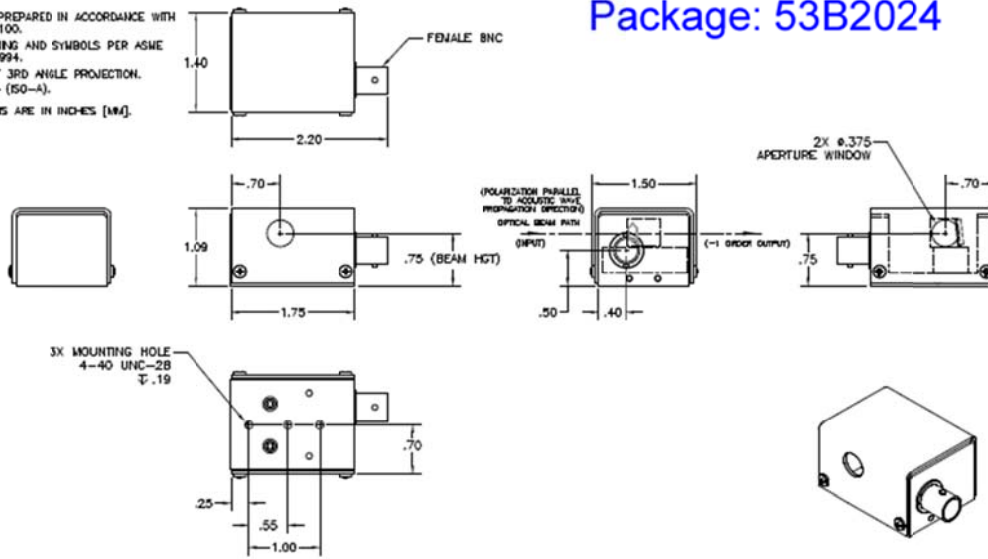 PREPARED IN ACCORDANCE WITH
100.
NG AND SYMBOLS PER ASME
994.
3RD ANGLE PROJECTION.
(ISO-A).
S ARE IN INCHES [MM].
Package: 53B2024
FEMALE BNC
1.40
2.20
2X ø.375
APERTURE WINDOW
.70
1.09
.75 (BEAM HGT)
1.75
(POLARIZATION PARALLEL
TO ACOUSTIC WAVE
PROPAGATION DIRECTION)
OPTICAL BEAM PATH
(INPUT)
1.50
(-1 ORDER OUTPUT)
.50
.40
.70
.75
3X MOUNTING HOLE
4-40 UNC-2B
↧.19
.70
.25
.55
1.00